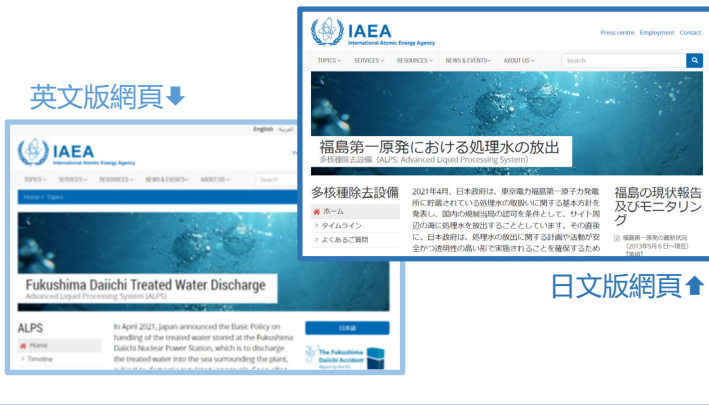 英文版網頁⬇
English العربية
IAEA
International Atomic Energy Agency
TOPICS SERVICES RESOURCES NEWS & EVENTS ABOUT US Search
Home / Topics
Fukushima Daiichi Treated Water Discharge
Advanced Liquid Processing System (ALPS)
ALPS
Home
Timeline
In April 2021, Japan announced the Basic Policy on
handling of the treated water stored at the Fukushima
Daiichi Nuclear Power Station, which is to discharge
the treated water into the sea surrounding the plant,
日本語
The Fukushima
Daiichi Accident
IAEA
International Atomic Energy Agency
Press centre Employment Contact
TOPICS SERVICES RESOURCES NEWS & EVENTS ABOUT US Search
福島第一原発における処理水の放出
多核種除去設備（ALPS: Advanced Liquid Processing System）
多核種除去設備
ホーム
タイムライン
よくあるご質問
2021年4月、日本政府は、東京電力福島第一原子力発電
所に貯蔵されている処理水の取扱いに関する基本方針を
発表し、国内の規制当局の認可を条件として、サイト周
辺の海に処理水を放出することとしています。その直後
に、日本政府は、処理水の放出に関する計画や活動が安
全かつ透明性の高い形で実施されることを確保するため
福島の現状報告
及びモニタリン
グ
福島第一原発の最新状況
（2013年9月6日～現在）
『英語』
日文版網頁⬆